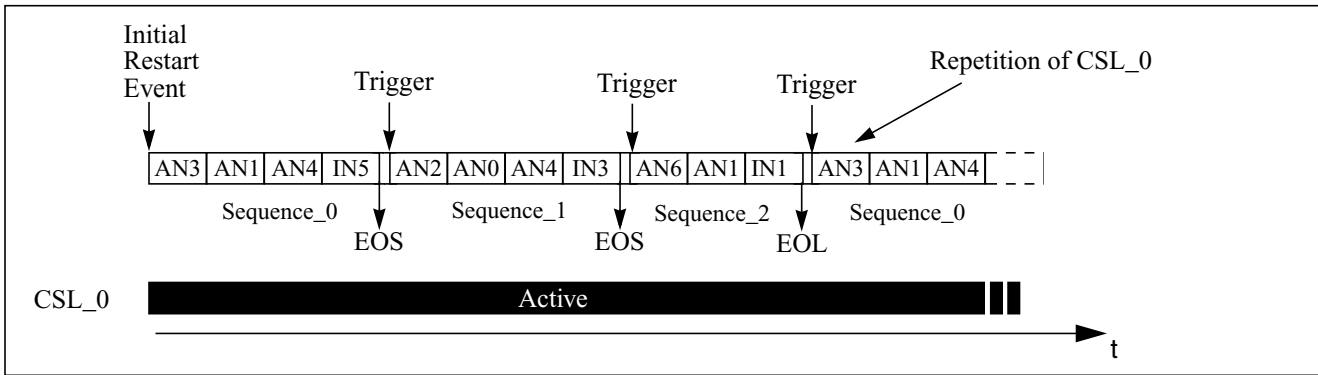 Initial
Restart
Event
Trigger
Trigger
Trigger
Repetition of CSL_0
AN3 AN1 AN4 IN5 AN2 AN0 AN4 IN3 AN6 AN1 IN1 AN3 AN1 AN4
Sequence_0 Sequence_1 Sequence_2 Sequence_0
EOS EOS EOL
CSL_0 Active
t